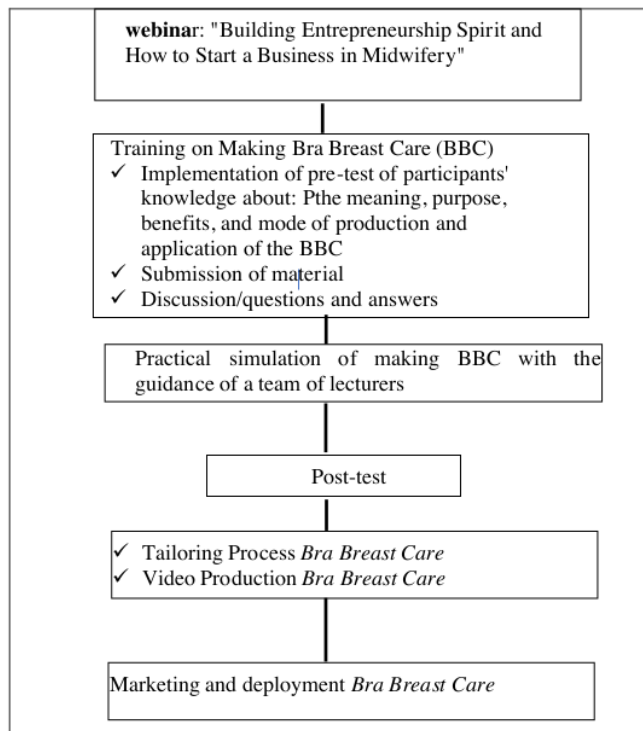 webinar: "Building Entrepreneurship Spirit and
How to Start a Business in Midwifery"
Training on Making Bra Breast Care (BBC)
✓ Implementation of pre-test of participants'
knowledge about: Pthe meaning, purpose,
benefits, and mode of production and
application of the BBC
✓ Submission of material
✓ Discussion/questions and answers
Practical simulation of making BBC with the
guidance of a team of lecturers
Post-test
✓ Tailoring Process Bra Breast Care
✓ Video Production Bra Breast Care
Marketing and deployment Bra Breast Care